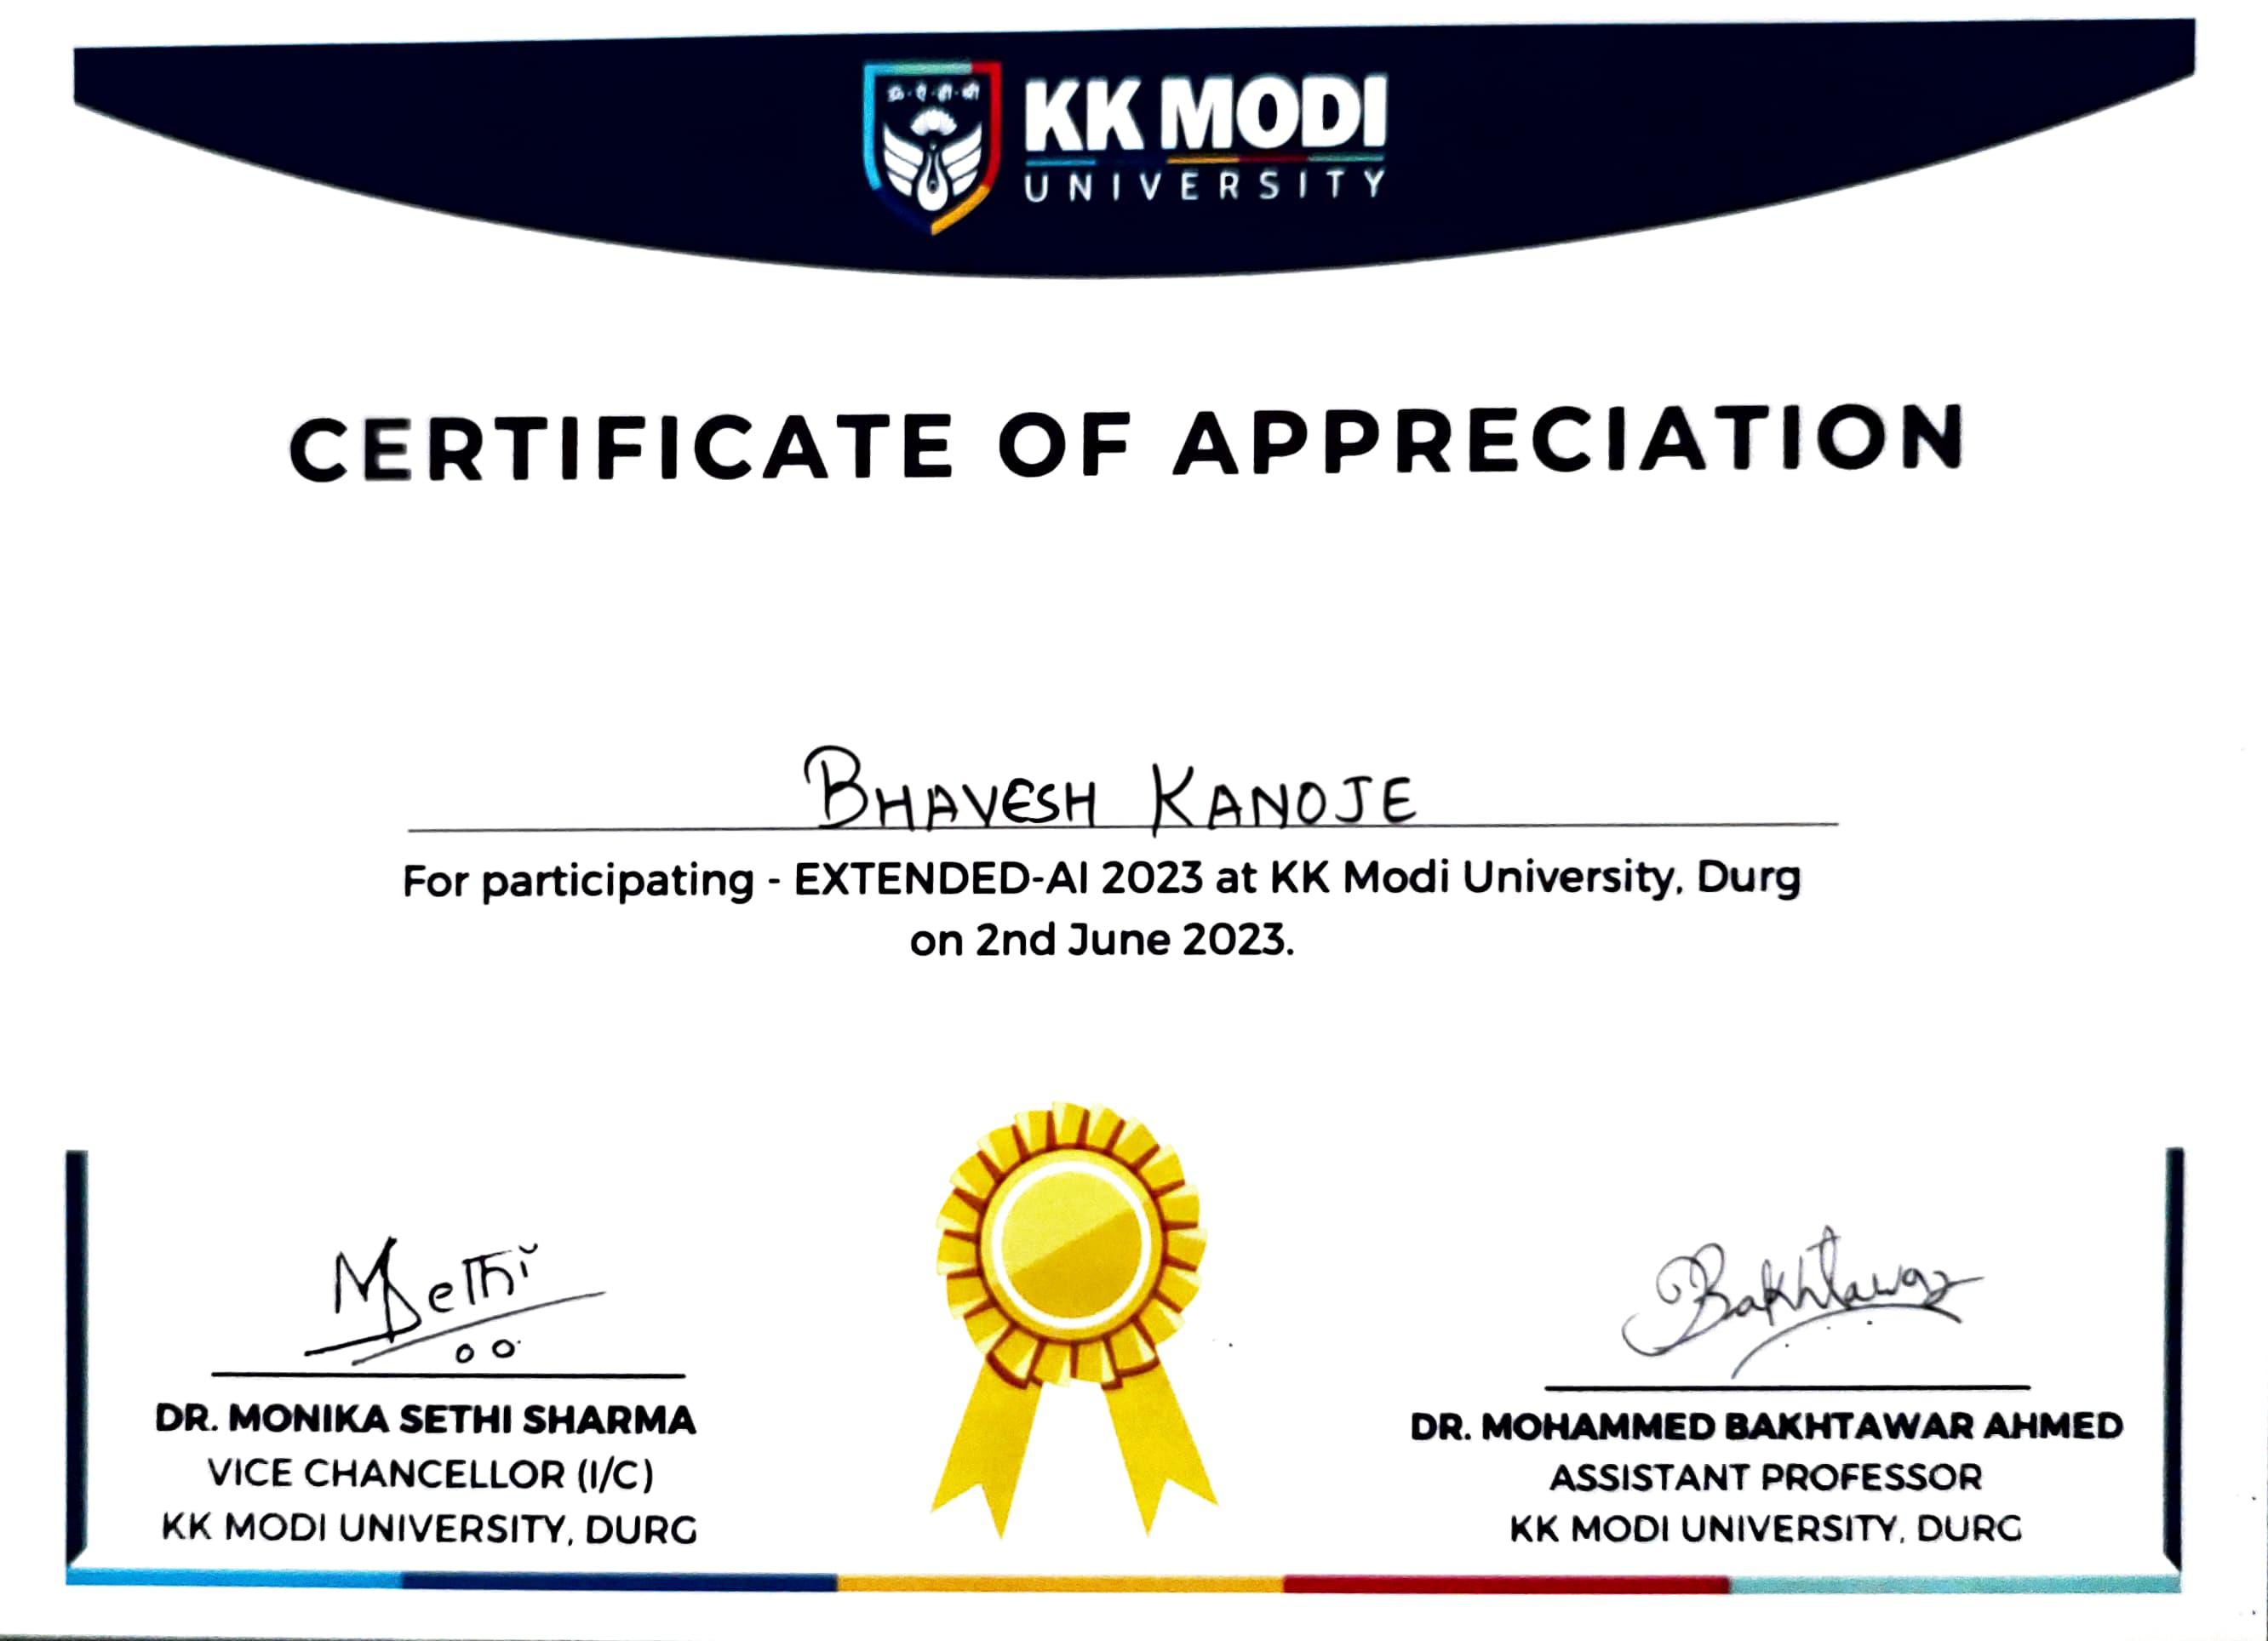 KK MODI
UNIVERSITY
CERTIFICATE OF APPRECIATION
BHAVESH KANOJE
For participating - EXTENDED-AI 2023 at KK Modi University, Durg
on 2nd June 2023.
MSethi
Bakhtawar
DR. MONIKA SETHI SHARMA
VICE CHANCELLOR (I/C)
KK MODI UNIVERSITY, DURG
DR. MOHAMMED BAKHTAWAR AHMED
ASSISTANT PROFESSOR
KK MODI UNIVERSITY, DURG